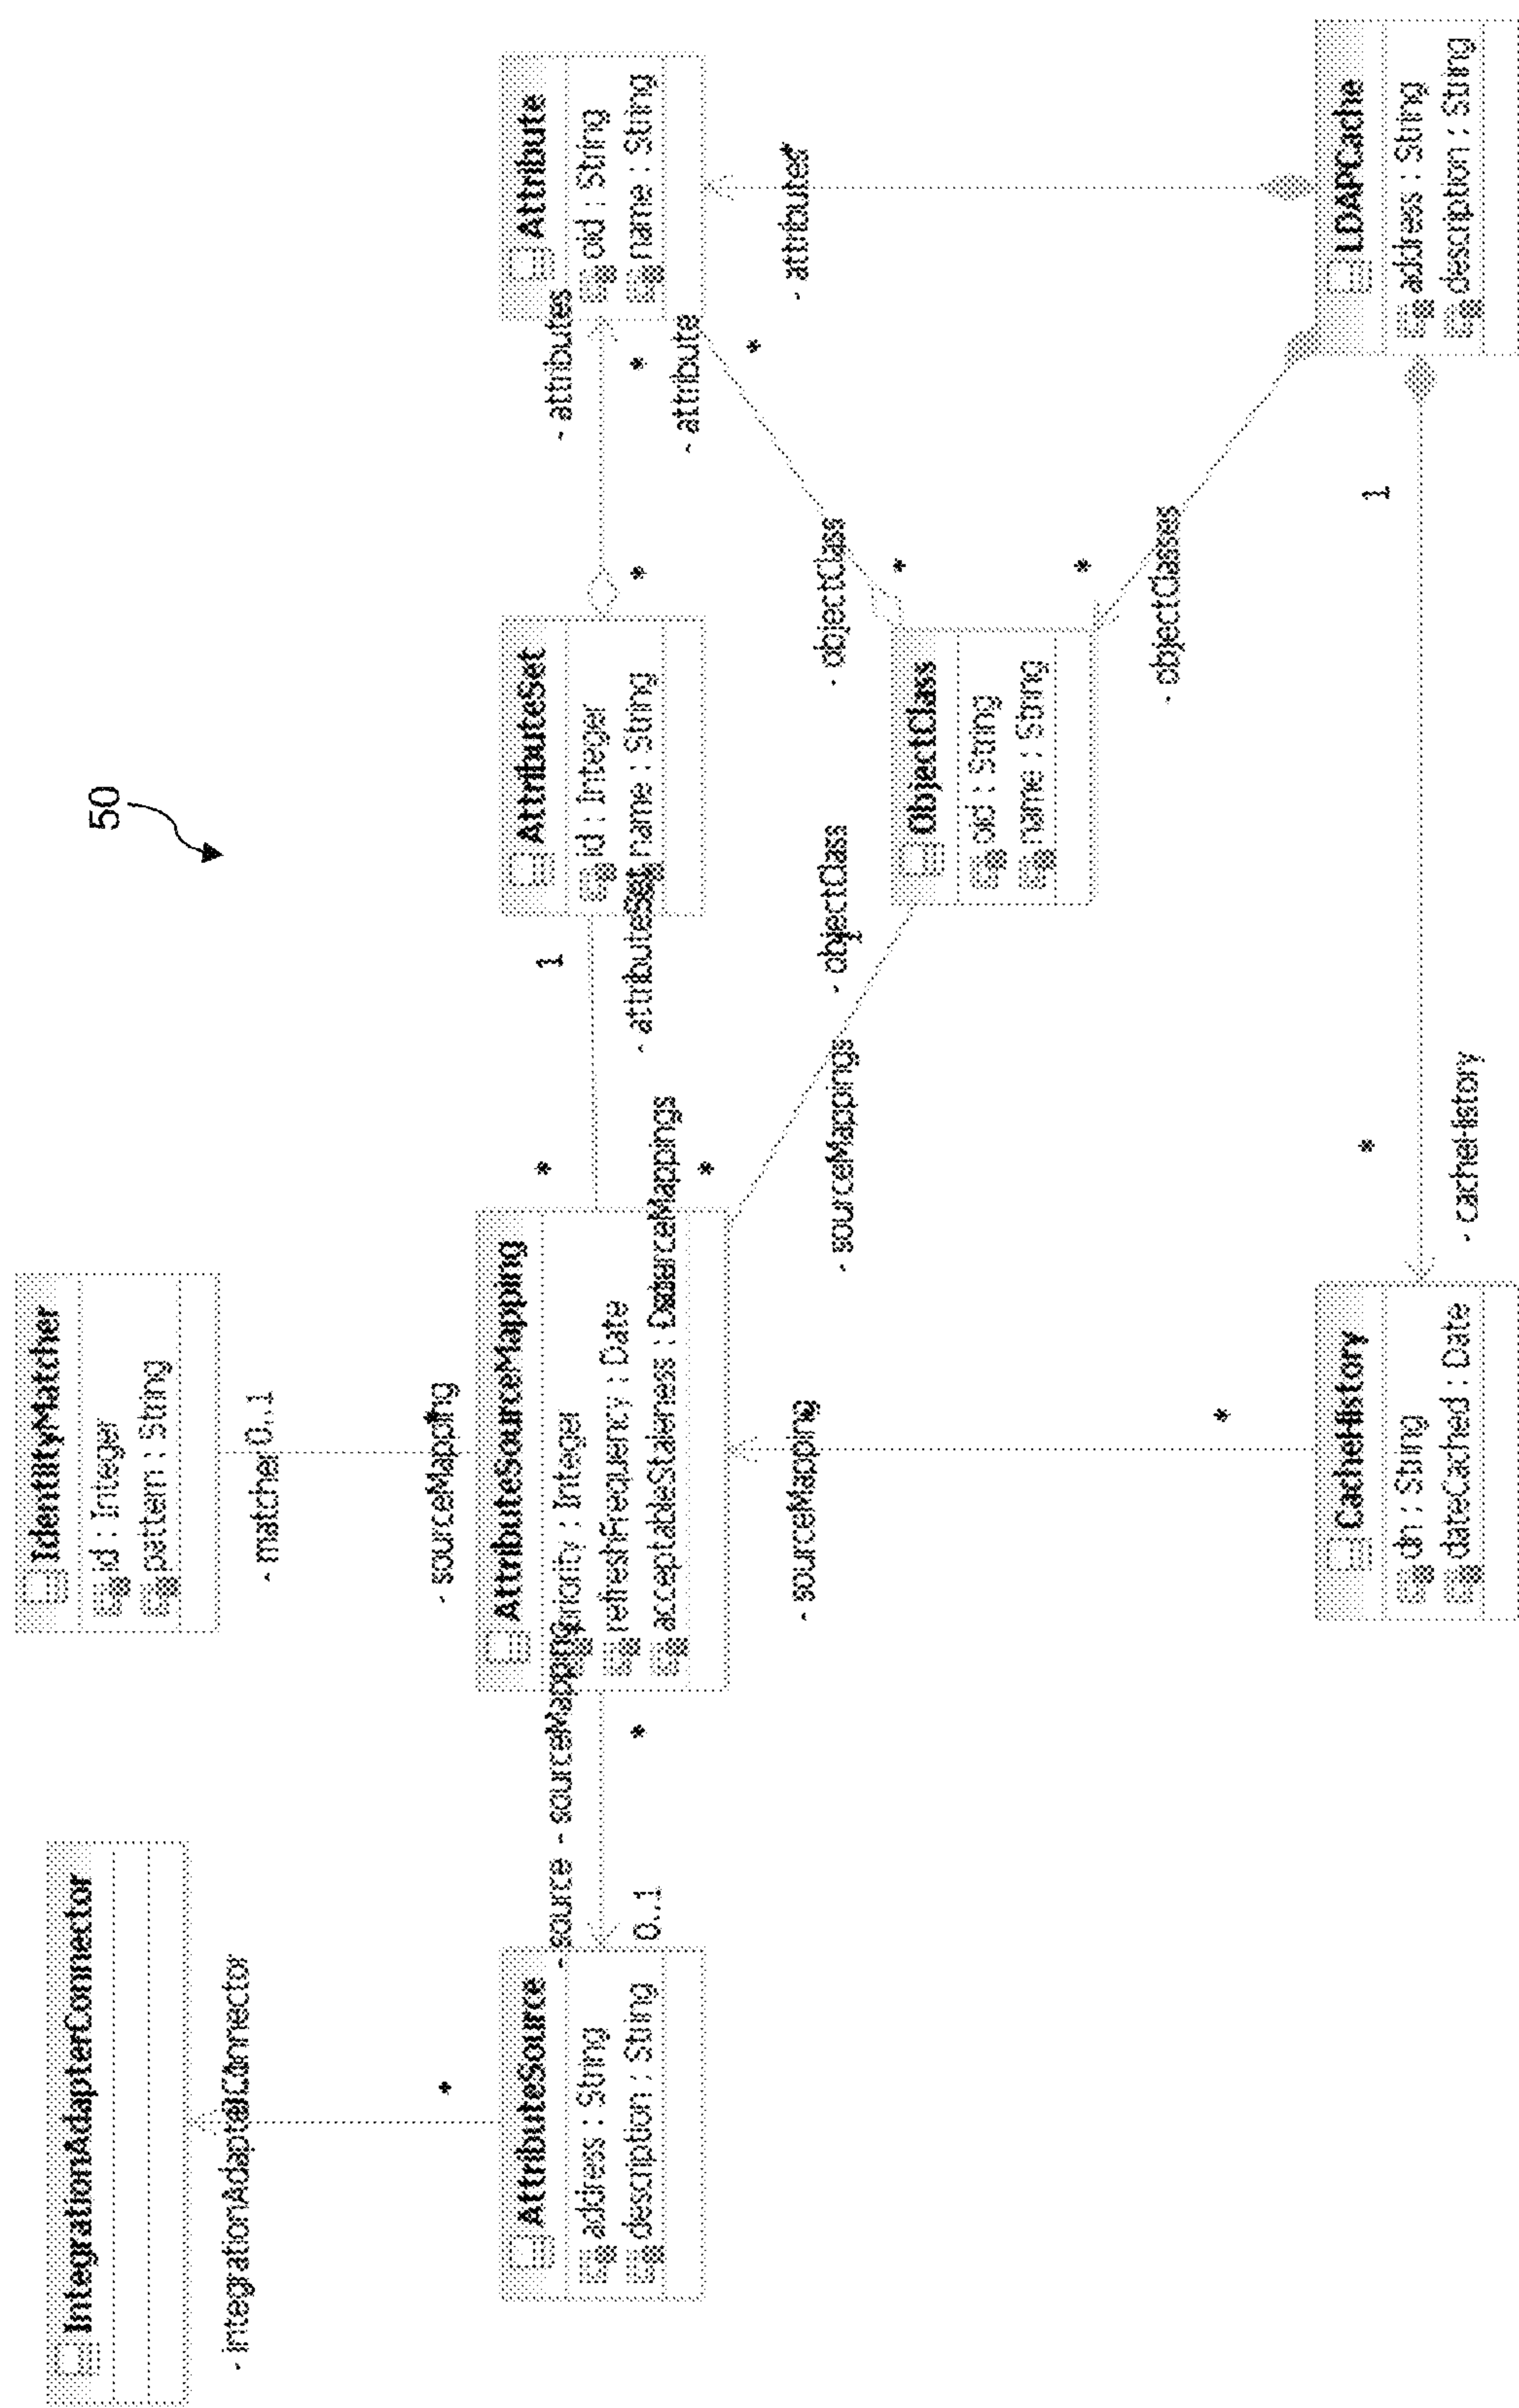 50
IntegrationAdapterConnector
- integrationAdapterConnector
*
AttributeSource
address : String
description : String
- source
0..1
- sourceMapping
*
IdentityMatcher
id : Integer
pattern : String
- matcher
0..1
- sourceMapping
*
AttributeSourceMapping
priority : Integer
refreshFrequency : Date
acceptableStaleness :
- sourceMappings
*
1
- attributeSet
AttributeSet
id : Integer
name : String
*
- attributes
*
Attribute
oid : String
name : String
- attribute
*
- objectClass
*
- attributes
*
*
- sourceMappings
- objectClass
ObjectClass
oid : String
name : String
*
- objectClasses
- sourceMapping
*
CacheHistory
dn : String
dateCached : Date
*
- cacheHistory
1
LDAPCache
address : String
description : String